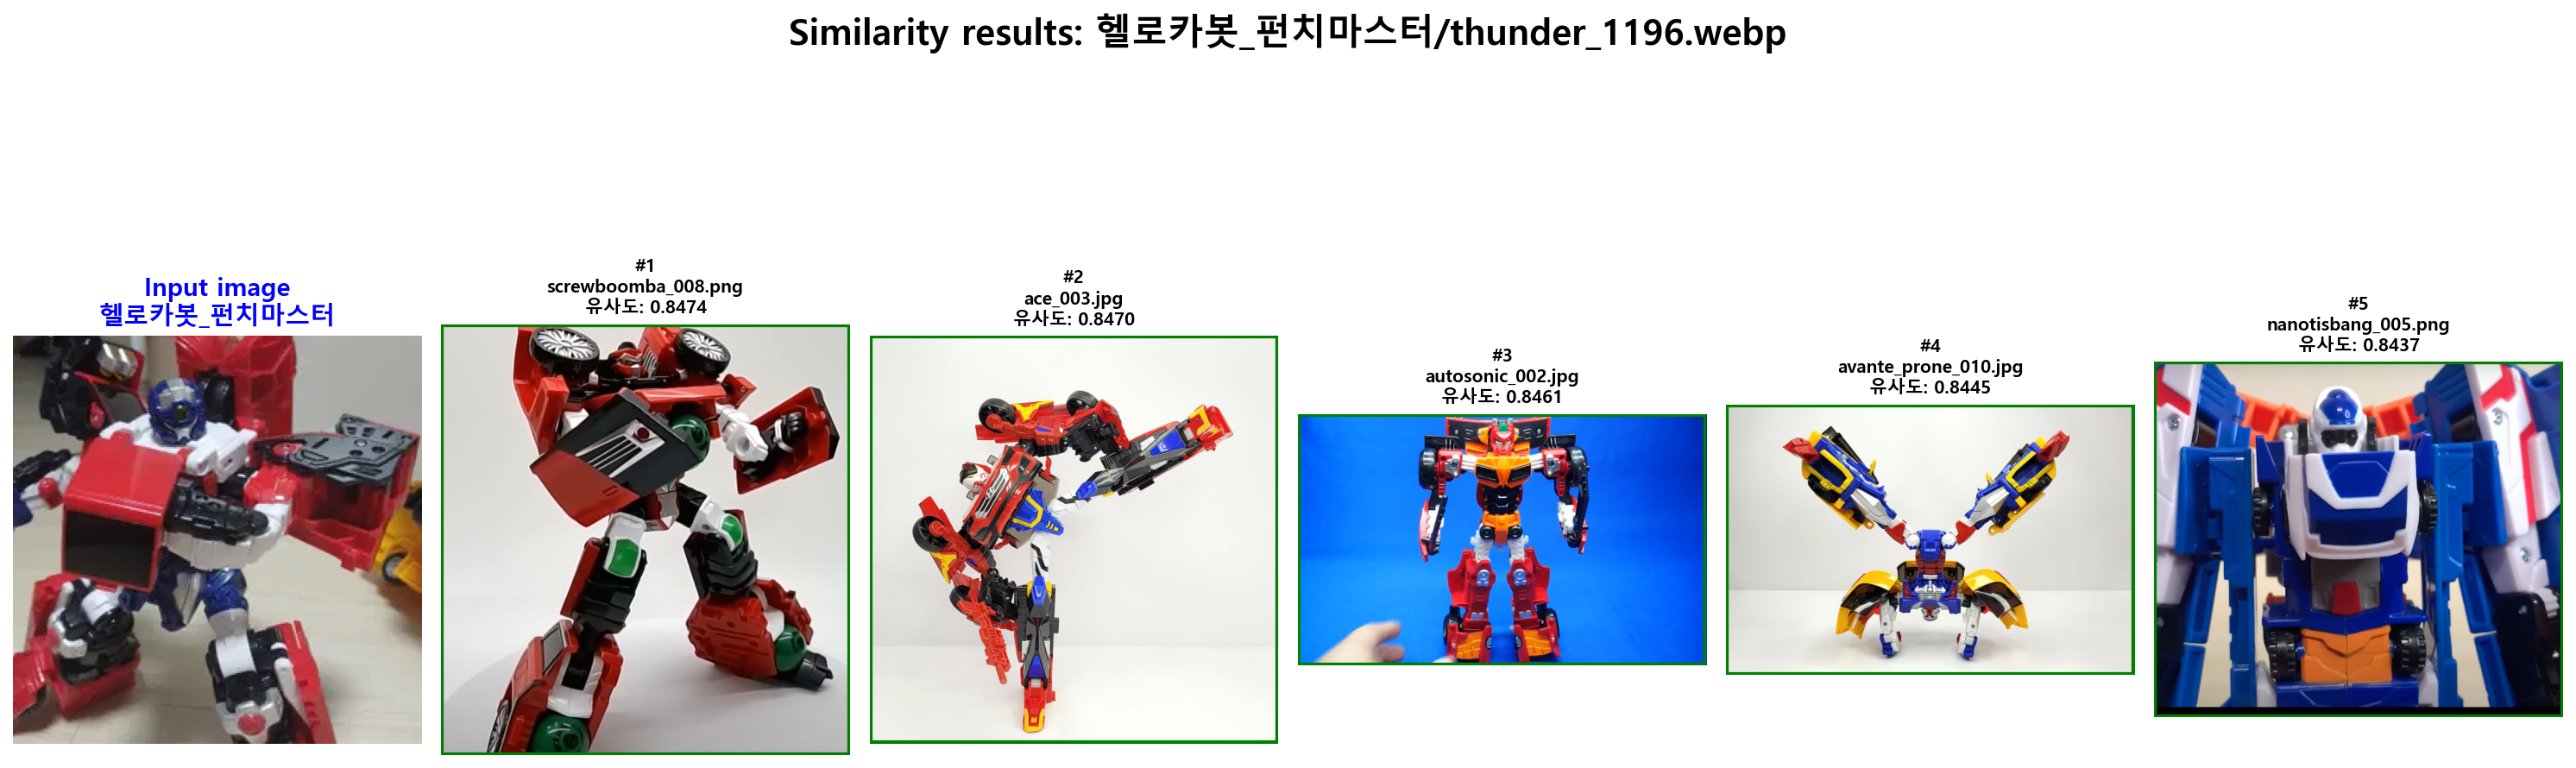 Similarity results: 헬로카봇_펀치마스터/thunder_1196.webp
Input image
헬로카봇_펀치마스터
#1
screwboomba_008.png
유사도: 0.8474
#2
ace_003.jpg
유사도: 0.8470
#3
autosonic_002.jpg
유사도: 0.8461
#4
avante_prone_010.jpg
유사도: 0.8445
#5
nanotisbang_005.png
유사도: 0.8437